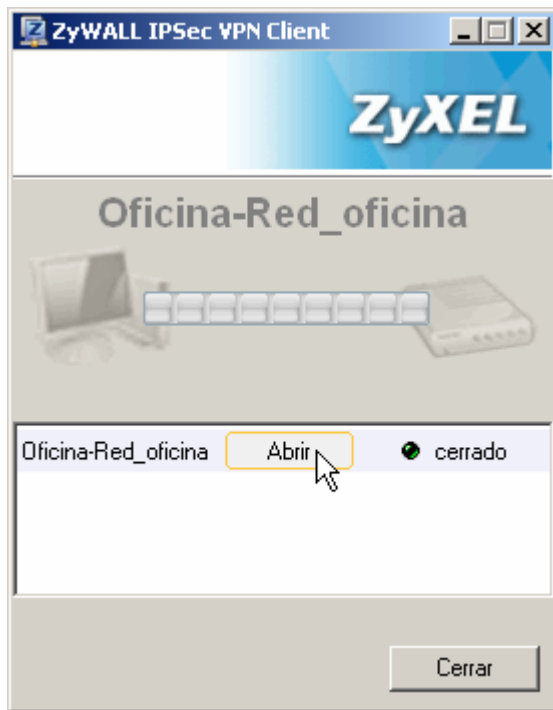 ZyWALL IPSec VPN Client
ZyXEL
Oficina-Red_oficina
Oficina-Red_oficina Abrir cerrado
Cerrar